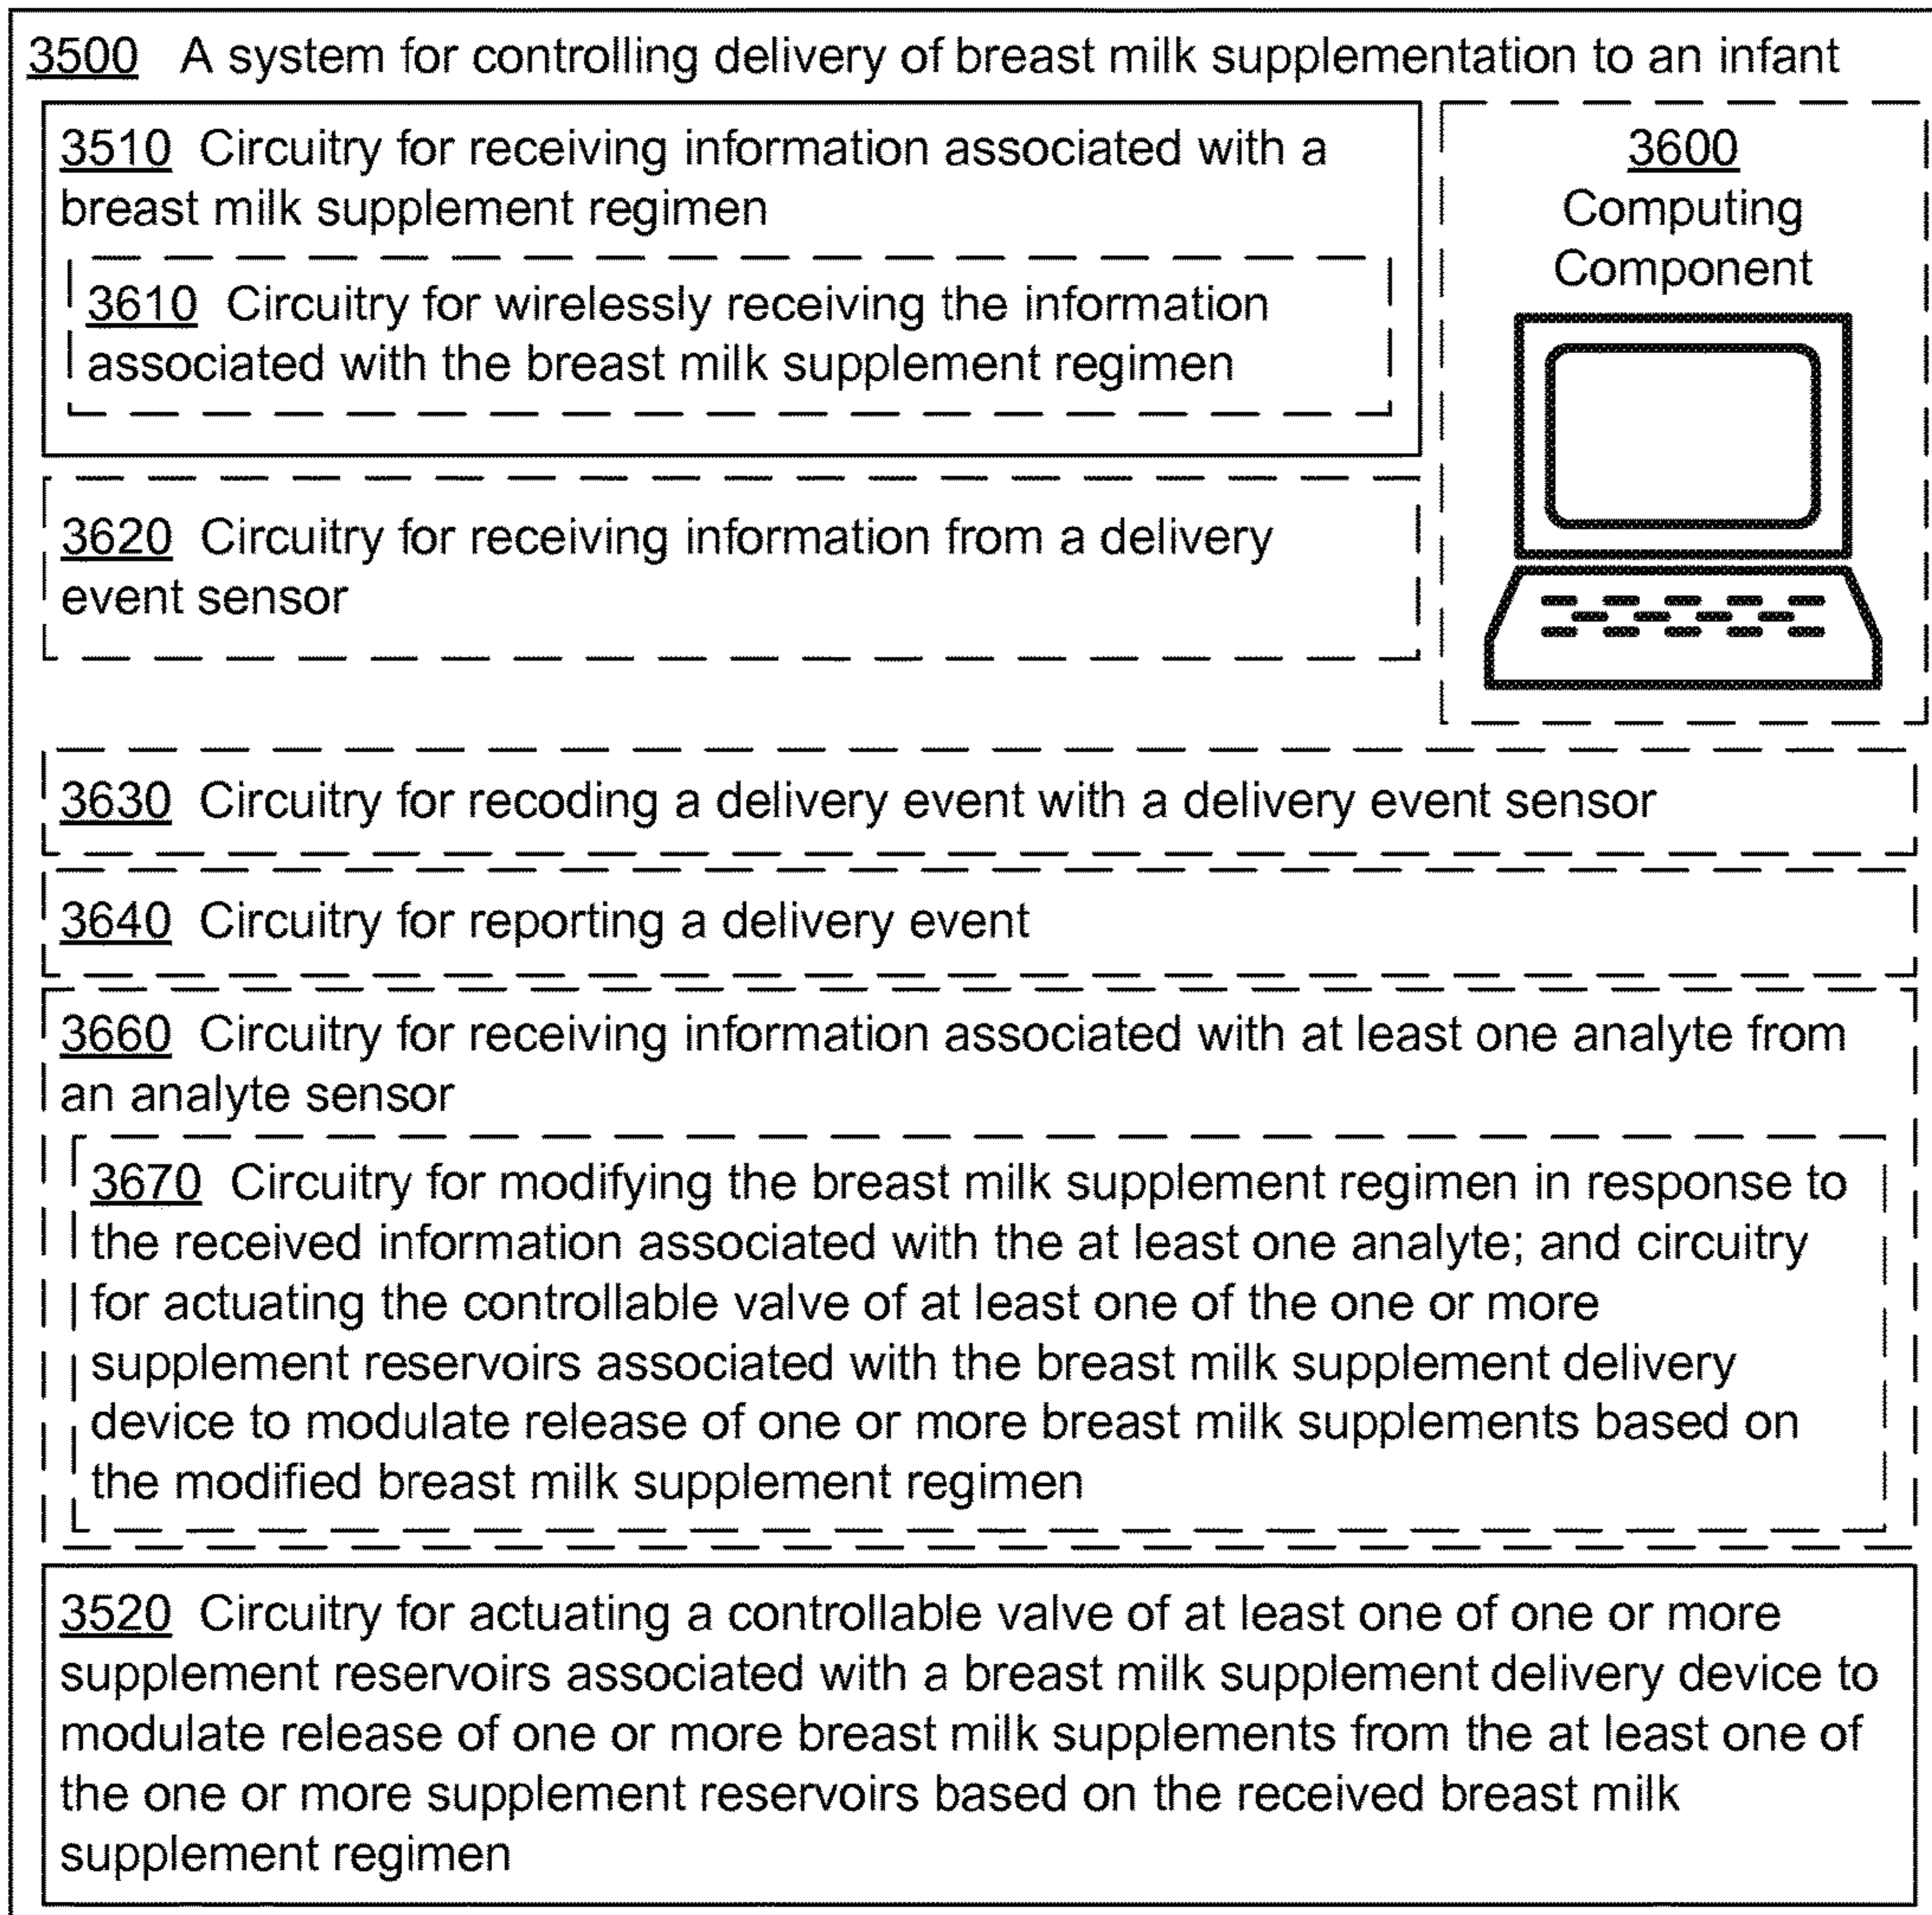 3500 A system for controlling delivery of breast milk supplementation to an infant
3510 Circuitry for receiving information associated with a
breast milk supplement regimen
3610 Circuitry for wirelessly receiving the information
associated with the breast milk supplement regimen
3600
Computing
Component
3620 Circuitry for receiving information from a delivery
event sensor
3630 Circuitry for recoding a delivery event with a delivery event sensor
3640 Circuitry for reporting a delivery event
3660 Circuitry for receiving information associated with at least one analyte from
an analyte sensor
3670 Circuitry for modifying the breast milk supplement regimen in response to
the received information associated with the at least one analyte; and circuitry
for actuating the controllable valve of at least one of the one or more
supplement reservoirs associated with the breast milk supplement delivery
device to modulate release of one or more breast milk supplements based on
the modified breast milk supplement regimen
3520 Circuitry for actuating a controllable valve of at least one of one or more
supplement reservoirs associated with a breast milk supplement delivery device to
modulate release of one or more breast milk supplements from the at least one of
the one or more supplement reservoirs based on the received breast milk
supplement regimen